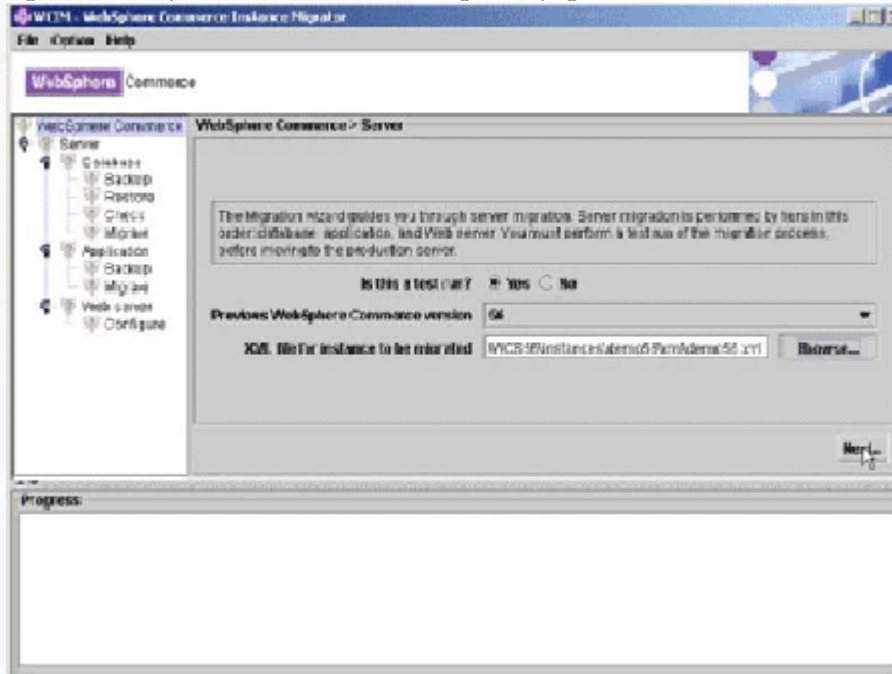 WCIM - WebSphere Commerce Instance Migrator
File Option Help
WebSphere Commerce
WebSphere Commerce
Server
Database
Backup
Restore
Check
Migrate
Application
Backup
Migrate
Web server
Configure
WebSphere Commerce > Server
The Migration wizard guides you through server migration. Server migration is performed by tiers in this
order: database, application, and Web server. You must perform a test run of the migration process,
before moving to the production server.
Is this a test run? Yes No
Previous WebSphere Commerce version
XML file for instance to be migrated Browse...
Next...
Progress: